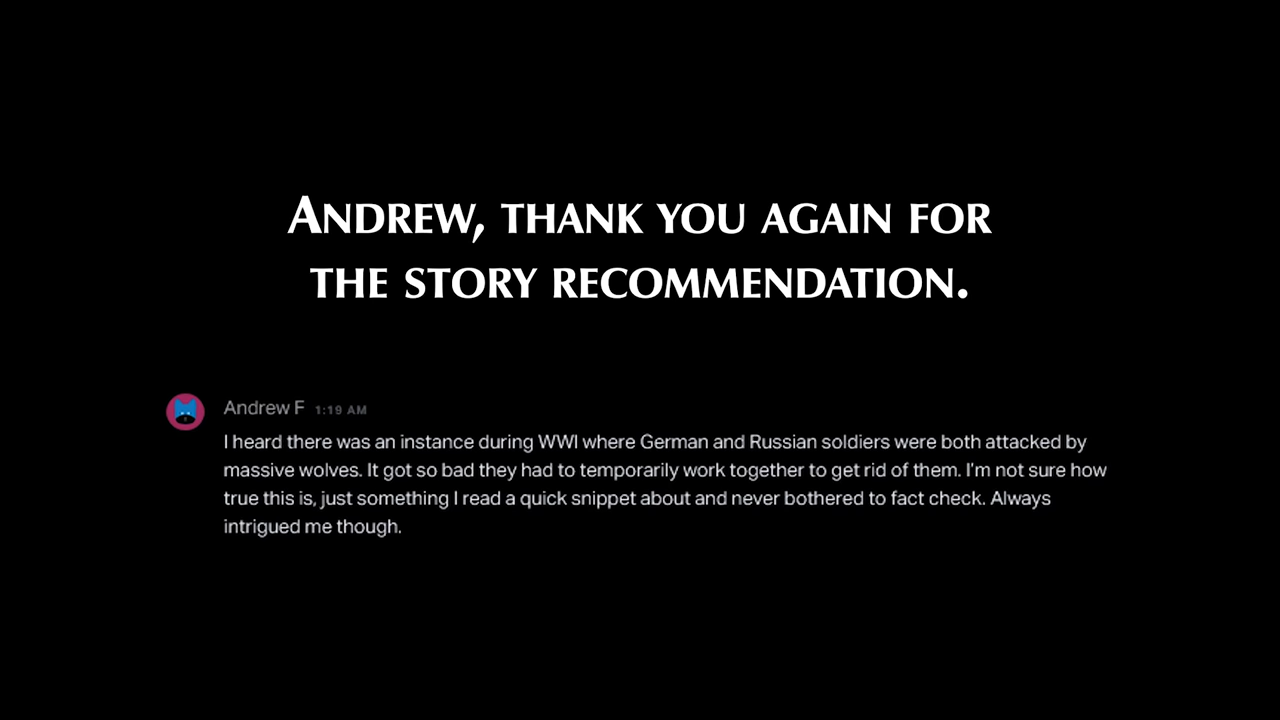 ANDREW, THANK YOU AGAIN FOR
THE STORY RECOMMENDATION.
Andrew F 1:19 AM
I heard there was an instance during WWI where German and Russian soldiers were both attacked by
massive wolves. It got so bad they had to temporarily work together to get rid of them. I'm not sure how
true this is, just something I read a quick snippet about and never bothered to fact check. Always
intrigued me though.